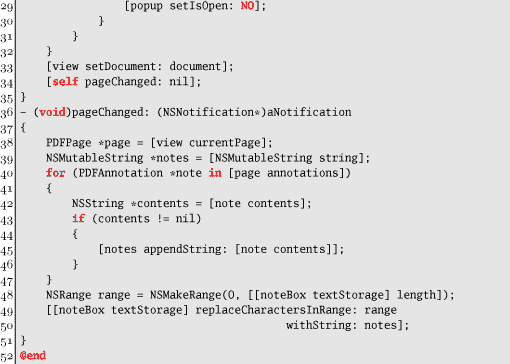 29 [popup setIsOpen: NO];
30 }
31 }
32 }
33 [view setDocument: document];
34 [self pageChanged: nil];
35 }
36 - (void)pageChanged: (NSNotification*)aNotification
37 {
38 PDFPage *page = [view currentPage];
39 NSMutableString *notes = [NSMutableString string];
40 for (PDFAnnotation *note in [page annotations])
41 {
42 NSString *contents = [note contents];
43 if (contents != nil)
44 {
45 [notes appendString: [note contents]];
46 }
47 }
48 NSRange range = NSMakeRange(0, [[noteBox textStorage] length]);
49 [[noteBox textStorage] replaceCharactersInRange: range
50 withString: notes];
51 }
52 @end